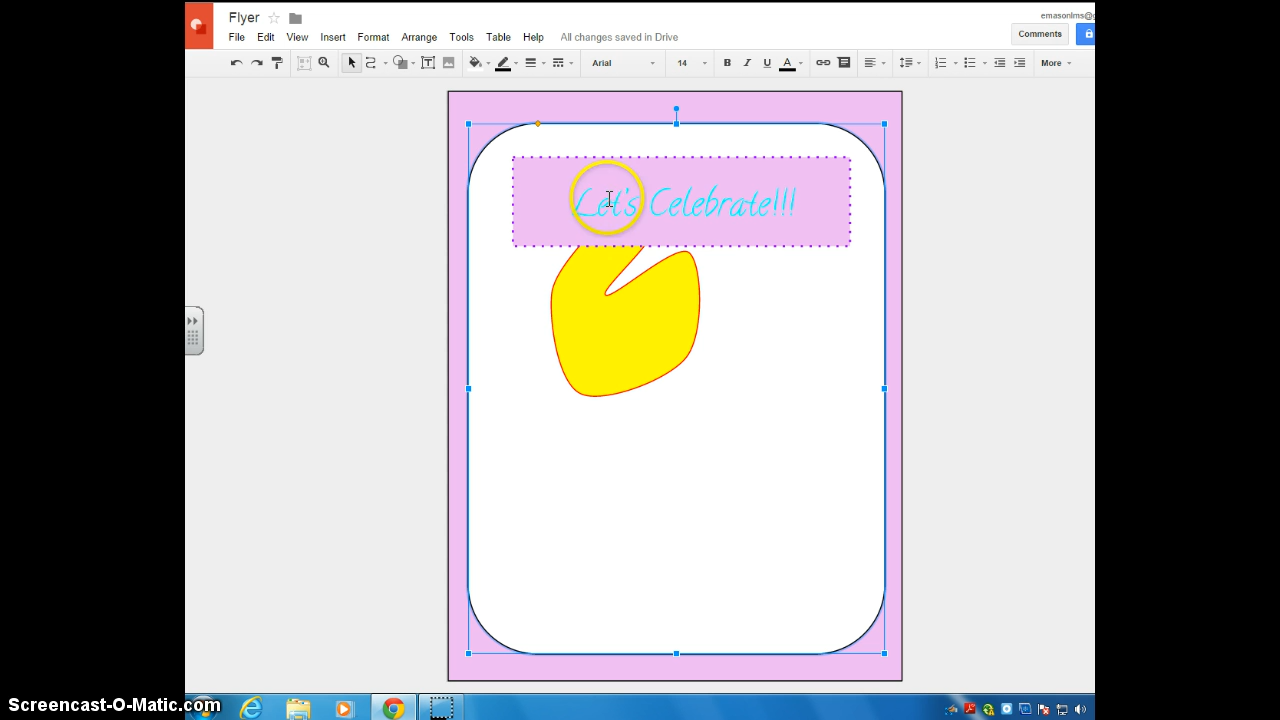 Flyer
emasonlms@g
File Edit View Insert Format Arrange Tools Table Help All changes saved in Drive
Comments
Arial 14 B I U A More
Let's Celebrate!!!
Screencast-O-Matic.com